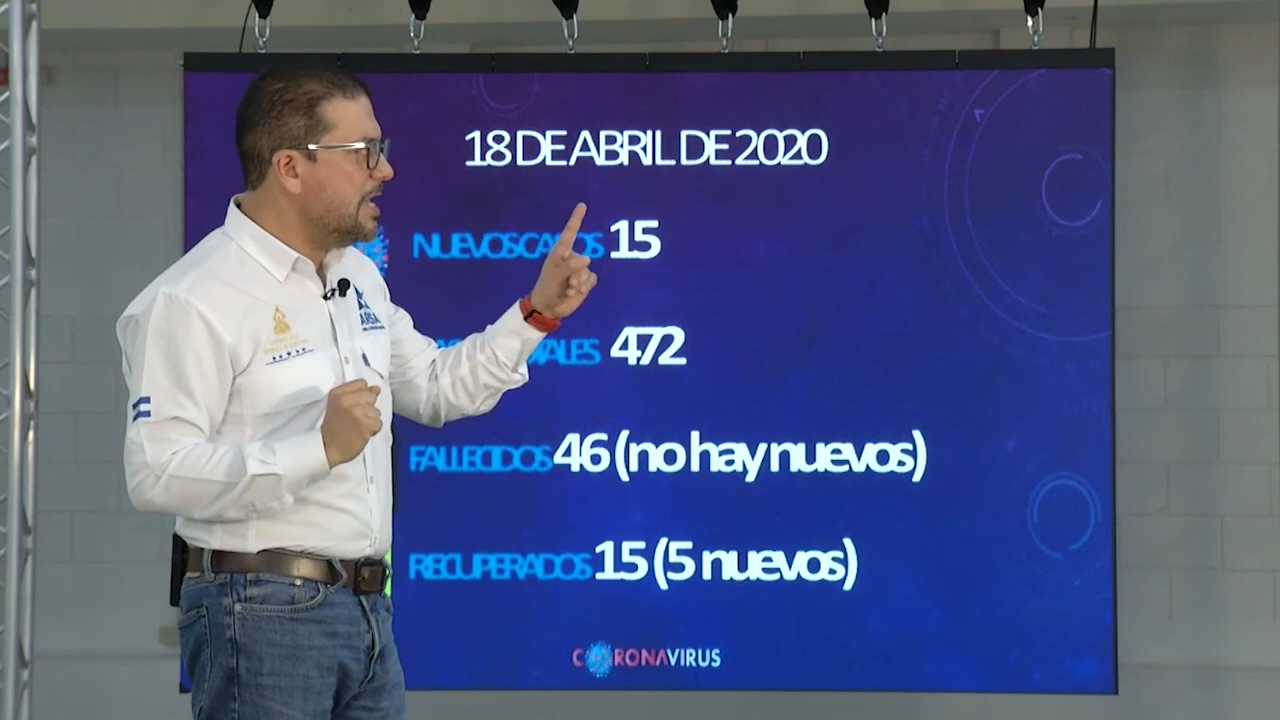 18 DE ABRIL DE 2020
NUEVOS CASOS 15
472
FALLECIDOS 46 (no hay nuevos)
RECUPERADOS 15 (5 nuevos)
CORONAVIRUS